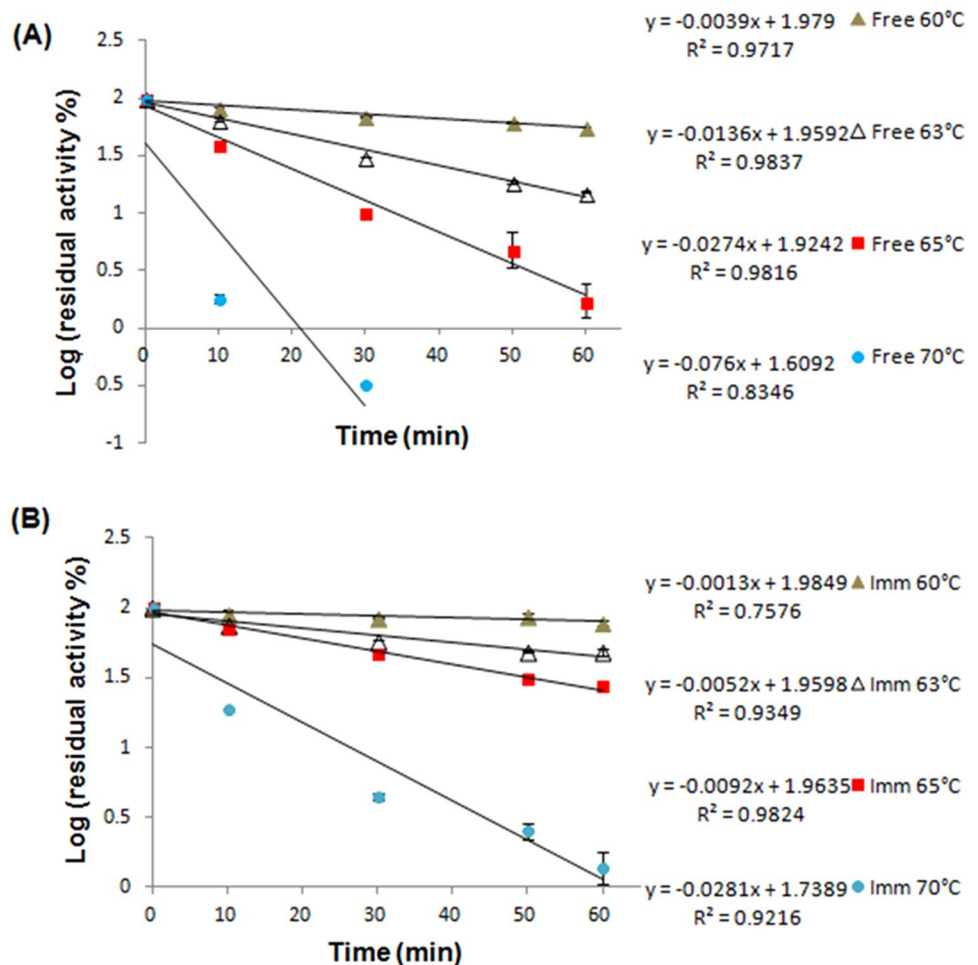 (A)
Log (residual activity %)
2.5
2
1.5
1
0.5
0
-0.5
-1
0 10 20 30 40 50 60
Time (min)
y = -0.0039x + 1.979 Free 60°C
R² = 0.9717
y = -0.0136x + 1.9592 Free 63°C
R² = 0.9837
y = -0.0274x + 1.9242 Free 65°C
R² = 0.9816
y = -0.076x + 1.6092 Free 70°C
R² = 0.8346
(B)
Log (residual activity %)
2.5
2
1.5
1
0.5
0
0 10 20 30 40 50 60
Time (min)
y = -0.0013x + 1.9849 Imm 60°C
R² = 0.7576
y = -0.0052x + 1.9598 Imm 63°C
R² = 0.9349
y = -0.0092x + 1.9635 Imm 65°C
R² = 0.9824
y = -0.0281x + 1.7389 Imm 70°C
R² = 0.9216